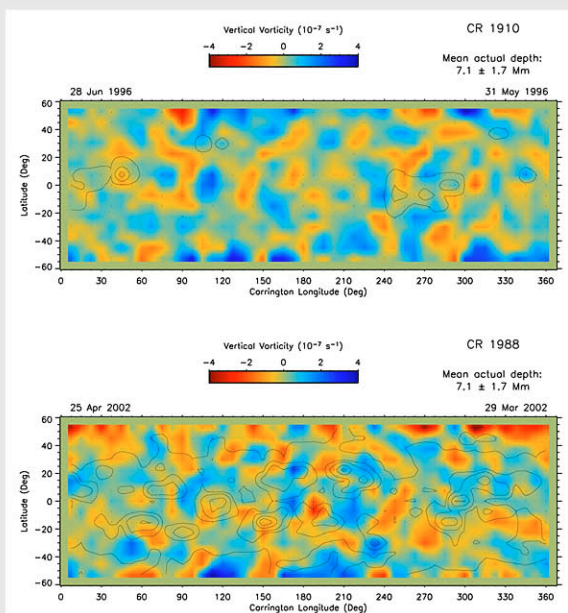 Vertical Vorticity (10⁻⁷ s⁻¹)
-4 -2 0 2 4
CR 1910
Mean actual depth:
7.1 ± 1.7 Mm
28 Jun 1996 31 May 1996
Latitude (Deg)
60
40
20
0
-20
-40
-60
0 30 60 90 120 150 180 210 240 270 300 330 360
Carrington Longitude (Deg)
Vertical Vorticity (10⁻⁷ s⁻¹)
-4 -2 0 2 4
CR 1988
Mean actual depth:
7.1 ± 1.7 Mm
25 Apr 2002 29 Mar 2002
Latitude (Deg)
60
40
20
0
-20
-40
-60
0 30 60 90 120 150 180 210 240 270 300 330 360
Carrington Longitude (Deg)